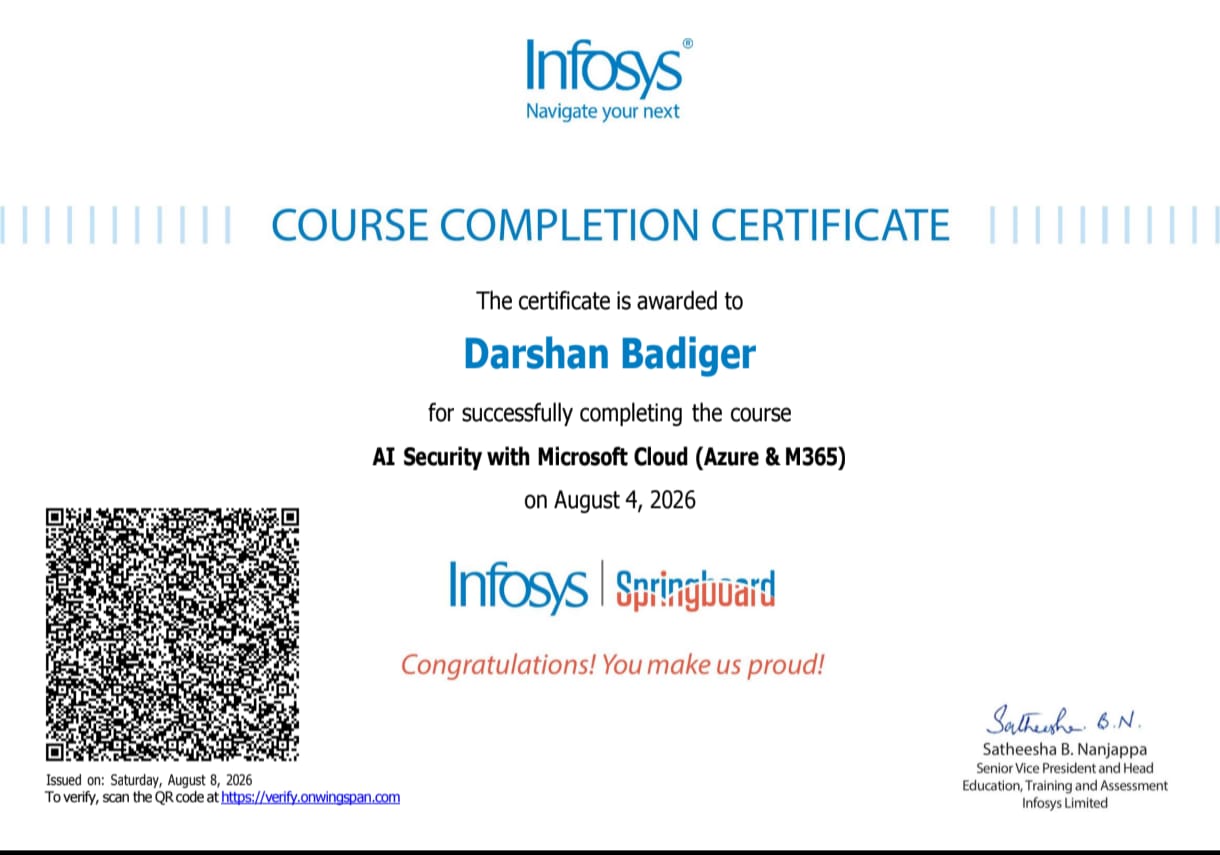 Infosys®
Navigate your next
COURSE COMPLETION CERTIFICATE
The certificate is awarded to
Darshan Badiger
for successfully completing the course
AI Security with Microsoft Cloud (Azure & M365)
on August 4, 2026
Infosys | Springboard
Congratulations! You make us proud!
Satheesha B.N.
Satheesha B. Nanjappa
Senior Vice President and Head
Education, Training and Assessment
Infosys Limited
Issued on: Saturday, August 8, 2026
To verify, scan the QR code at https://verify.onwingspan.com